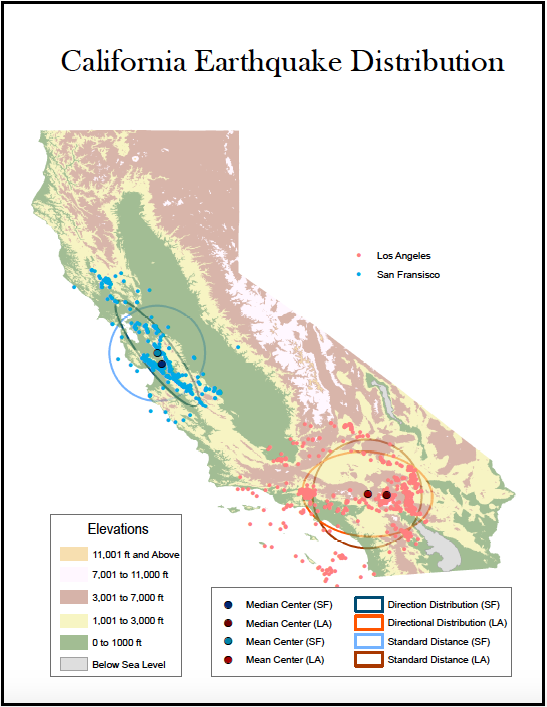 California Earthquake Distribution
Los Angeles
San Fransisco
Elevations
11,001 ft and Above
7,001 to 11,000 ft
3,001 to 7,000 ft
1,001 to 3,000 ft
0 to 1000 ft
Below Sea Level
Median Center (SF)
Median Center (LA)
Mean Center (SF)
Mean Center (LA)
Direction Distribution (SF)
Directional Distribution (LA)
Standard Distance (SF)
Standard Distance (LA)